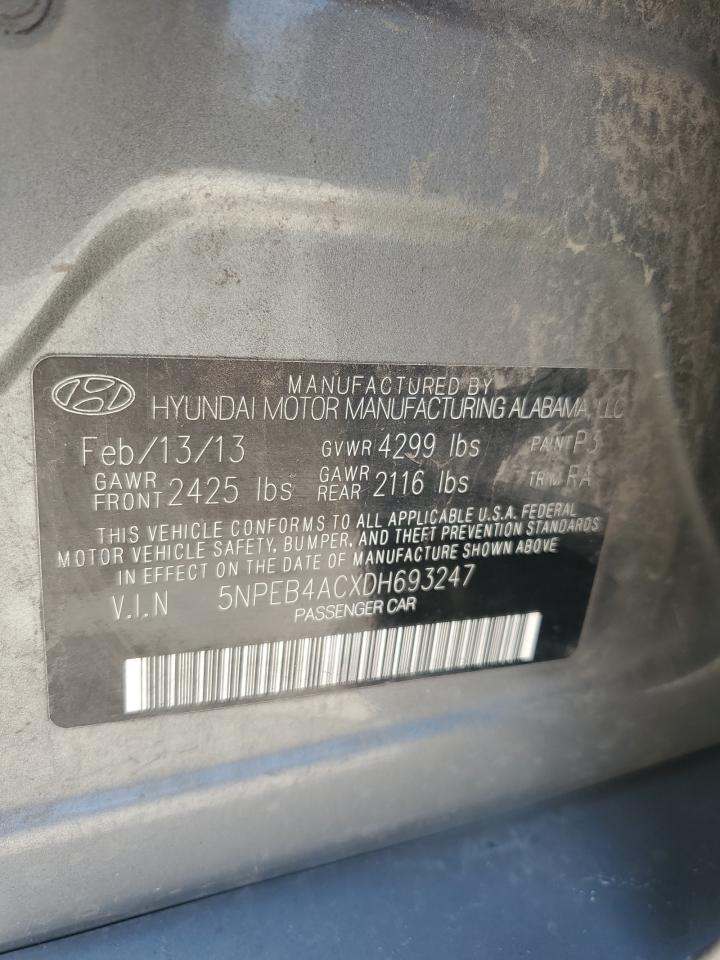 MANUFACTURED BY
HYUNDAI MOTOR MANUFACTURING ALABAMA, LLC
Feb/13/13 GVWR 4299 lbs PAINT P3
GAWR FRONT 2425 lbs GAWR REAR 2116 lbs TRIM RA
THIS VEHICLE CONFORMS TO ALL APPLICABLE U.S.A. FEDERAL
MOTOR VEHICLE SAFETY, BUMPER, AND THEFT PREVENTION STANDARDS
IN EFFECT ON THE DATE OF MANUFACTURE SHOWN ABOVE
V.I.N 5NPEB4ACXDH693247
PASSENGER CAR